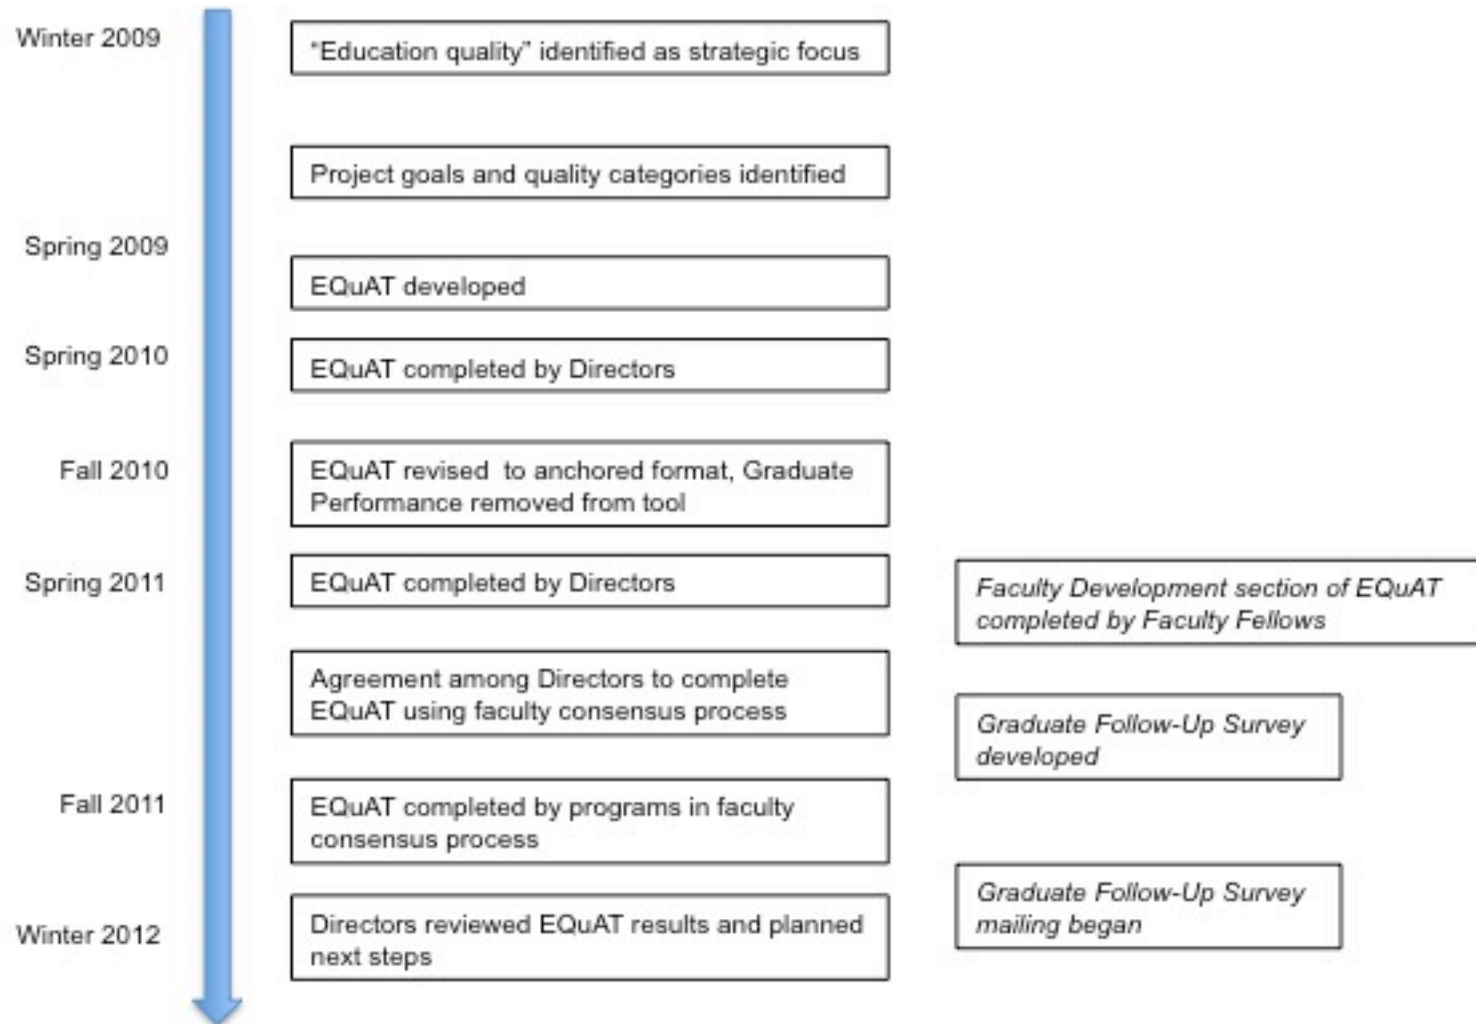 Winter 2009
“Education quality” identified as strategic focus
Project goals and quality categories identified
Spring 2009
EQuAT developed
Spring 2010
EQuAT completed by Directors
Fall 2010
EQuAT revised  to anchored format, Graduate
Performance removed from tool
Spring 2011
EQuAT completed by Directors
Faculty Development section of EQuAT
completed by Faculty Fellows
Agreement among Directors to complete
EQuAT using faculty consensus process
Graduate Follow-Up Survey
developed
Fall 2011
EQuAT completed by programs in faculty
consensus process
Graduate Follow-Up Survey
mailing began
Winter 2012
Directors reviewed EQuAT results and planned
next steps